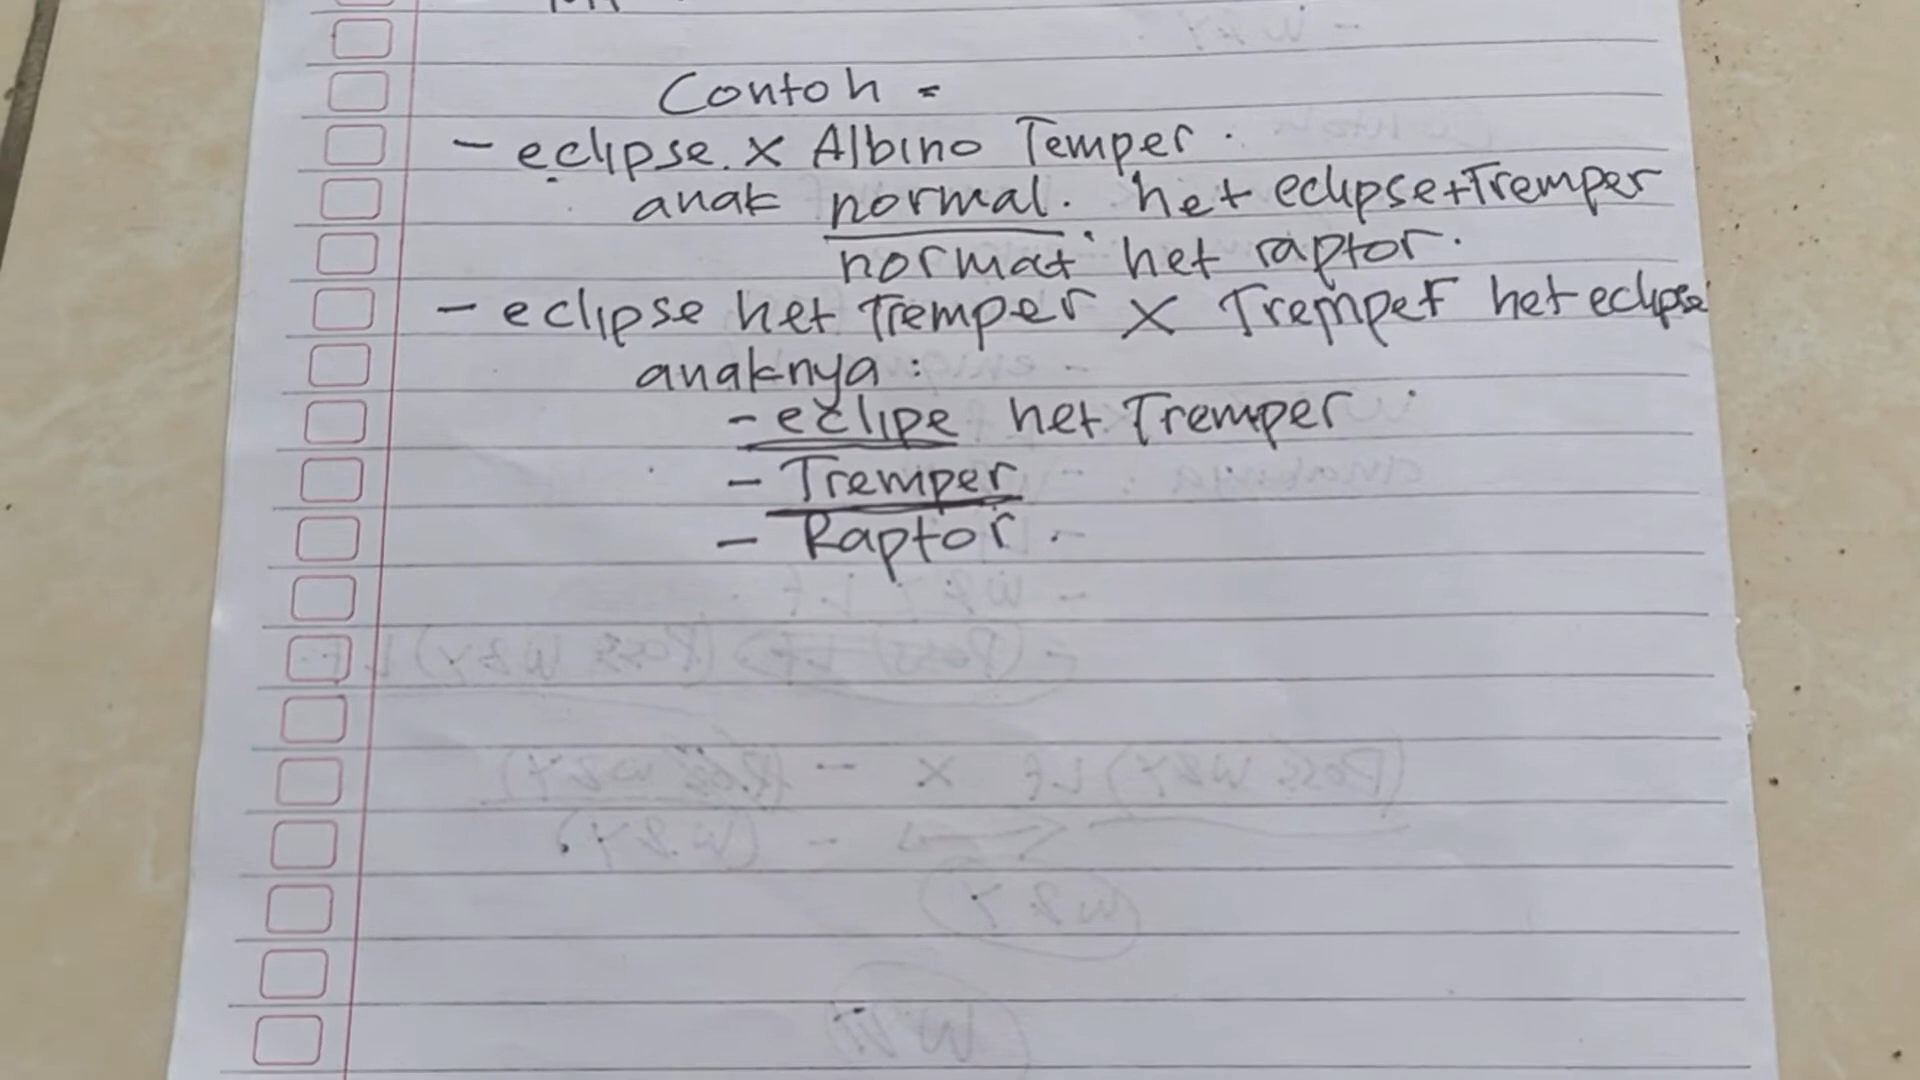 Contoh =
- eclipse x Albino Temper.
anak normal. het eclipse+Tremper
normat het raptor.
- eclipse het Tremper x Tremper het eclipse
anaknya:
- eclipe het Tremper
- Tremper
- Raptor.